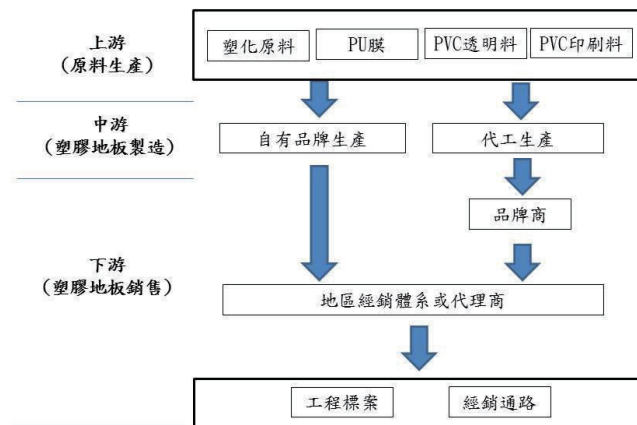 上游
(原料生產)
塑化原料
PU膜
PVC透明料
PVC印刷料
中游
(塑膠地板製造)
自有品牌生產
代工生產
品牌商
下游
(塑膠地板銷售)
地區經銷體系或代理商
工程標案
經銷通路